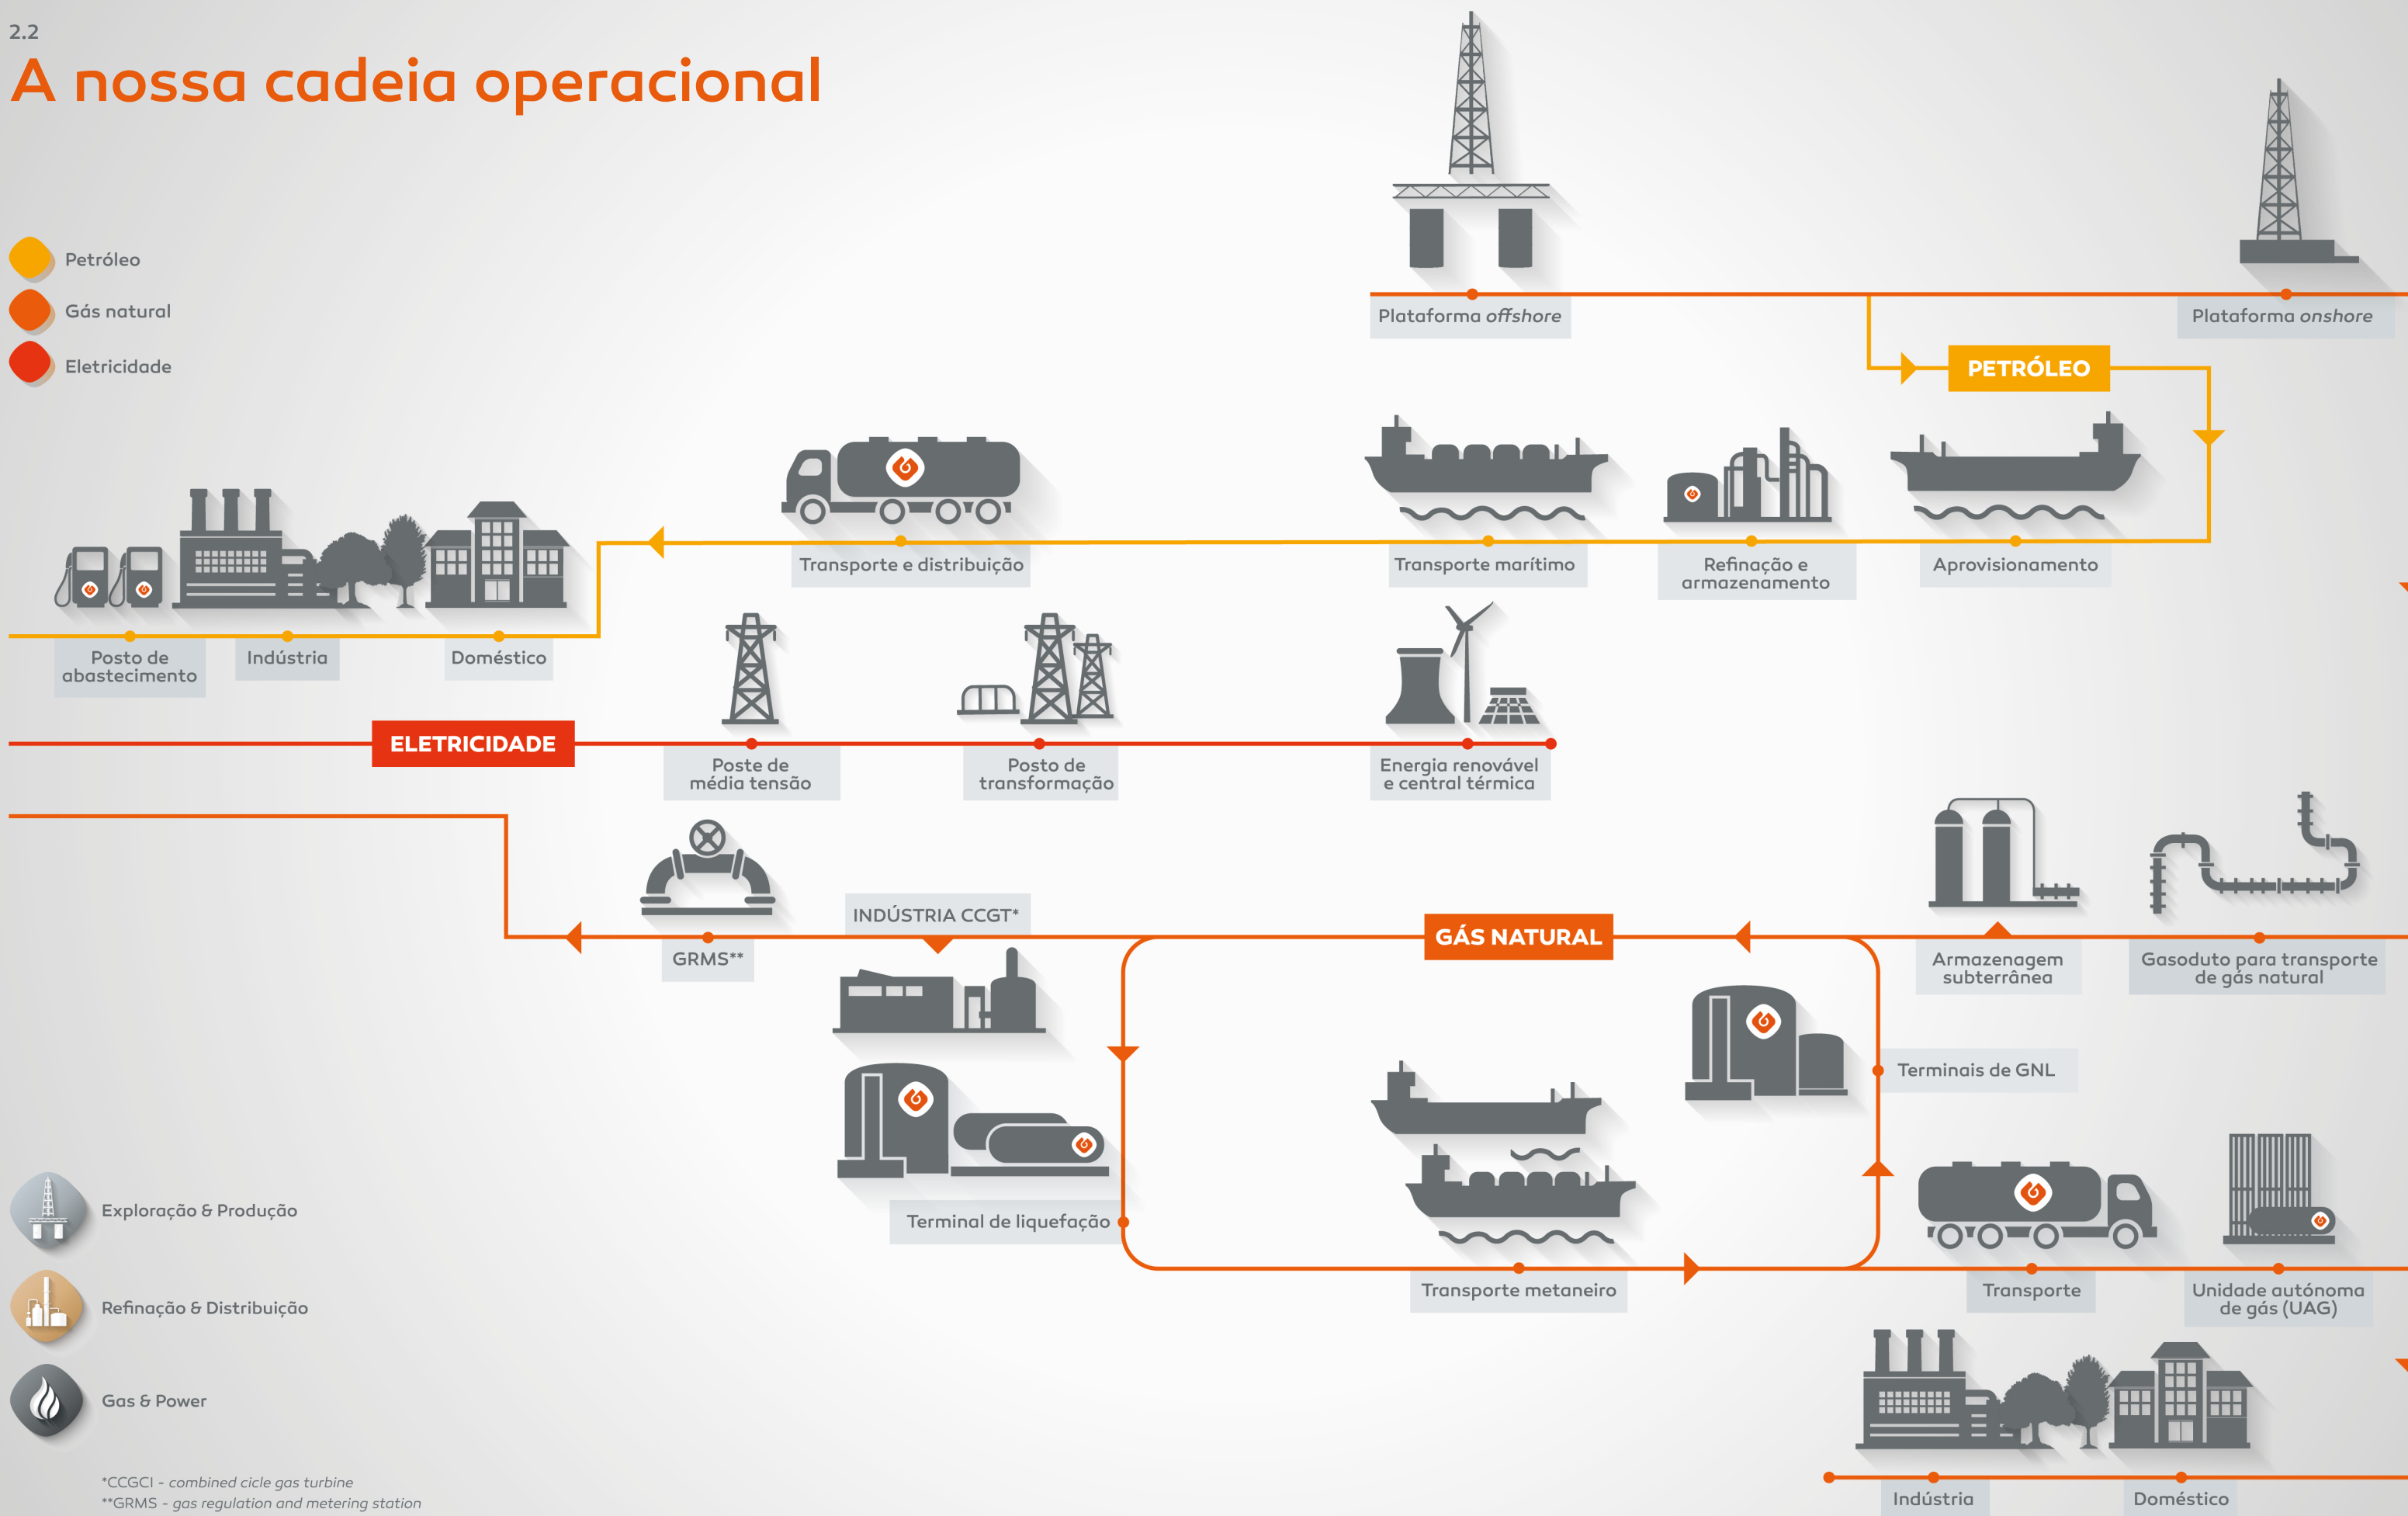 2.2
A nossa cadeia operacional
Petróleo
Gás natural
Eletricidade
Plataforma offshore
Plataforma onshore
PETRÓLEO
Transporte e distribuição
Transporte marítimo
Refinação e
armazenamento
Aprovisionamento
Posto de
abastecimento
Indústria
Doméstico
ELETRICIDADE
Poste de
média tensão
Posto de
transformação
Energia renovável
e central térmica
GRMS**
INDÚSTRIA CCGT*
GÁS NATURAL
Armazenagem
subterrânea
Gasoduto para transporte
de gás natural
Terminais de GNL
Terminal de liquefação
Transporte metaneiro
Transporte
Unidade autónoma
de gás (UAG)
Exploração & Produção
Refinação & Distribuição
Gas & Power
Indústria
Doméstico
*CCGCI - combined cicle gas turbine
**GRMS - gas regulation and metering station